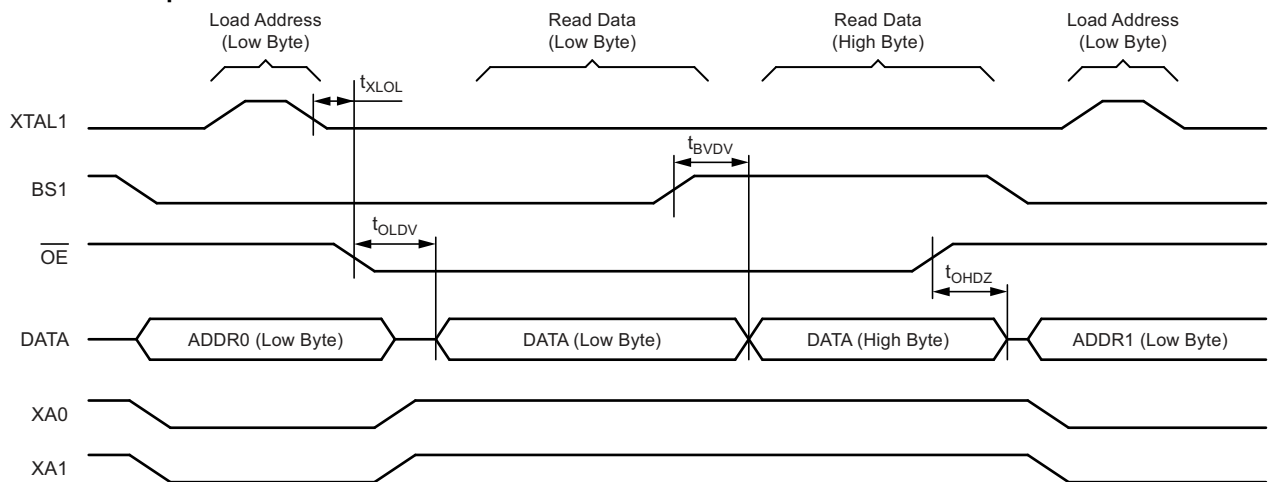 Load Address
(Low Byte)
Read Data
(Low Byte)
Read Data
(High Byte)
Load Address
(Low Byte)
tXLOL
XTAL1
tBVDV
BS1
tOLDV
OE
tOHDZ
DATA
ADDR0 (Low Byte)
DATA (Low Byte)
DATA (High Byte)
ADDR1 (Low Byte)
XA0
XA1